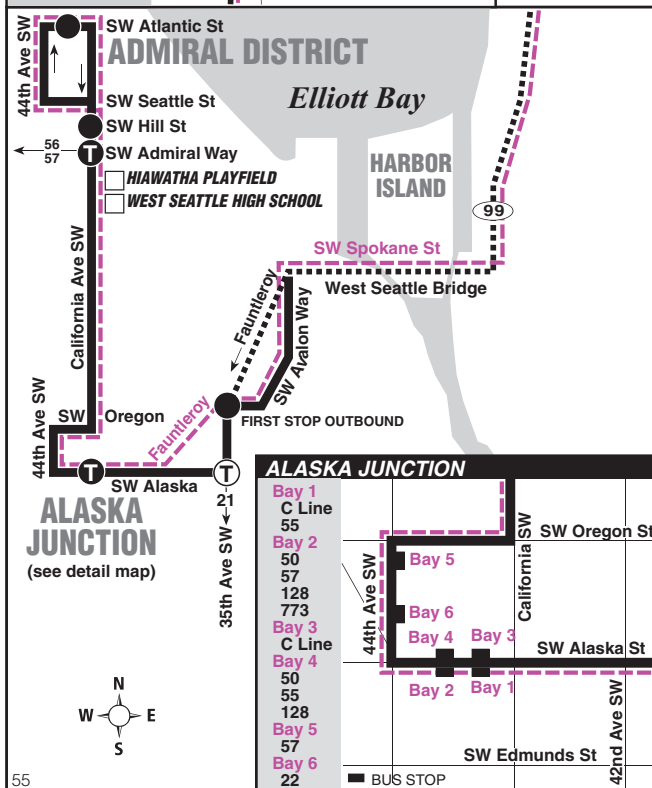 SW Atlantic St
44th Ave SW
ADMIRAL DISTRICT
SW Seattle St
Elliott Bay
SW Hill St
56
57
T
SW Admiral Way
HIAWATHA PLAYFIELD
WEST SEATTLE HIGH SCHOOL
HARBOR
ISLAND
99
SW Spokane St
West Seattle Bridge
California Ave SW
Fauntleroy
SW Avalon Way
SW Oregon
44th Ave SW
Fauntleroy
FIRST STOP OUTBOUND
T
SW Alaska
T
21
35th Ave SW
ALASKA
JUNCTION
(see detail map)
N
W
E
S
55
ALASKA JUNCTION
Bay 1
C Line
55
Bay 2
50
57
128
773
Bay 3
C Line
Bay 4
50
55
128
Bay 5
57
Bay 6
22
California SW
SW Oregon St
44th Ave SW
Bay 5
Bay 6
Bay 4
Bay 3
SW Alaska St
Bay 2
Bay 1
42nd Ave SW
SW Edmunds St
BUS STOP